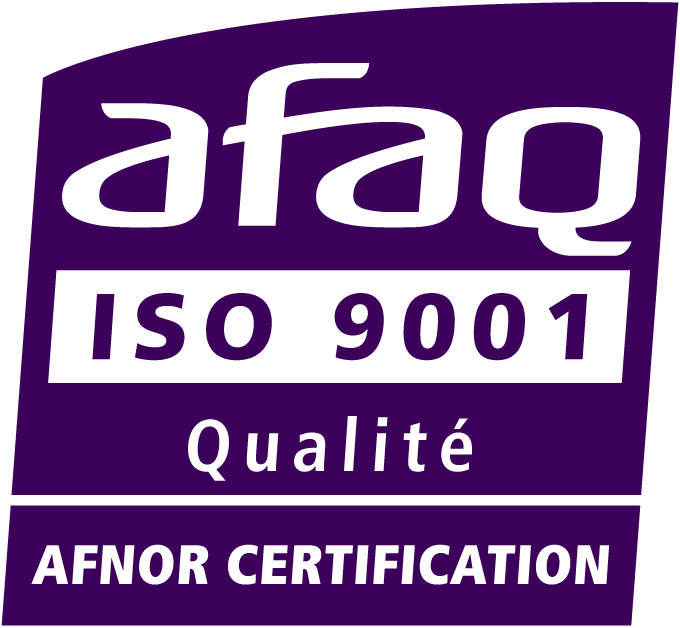 afaq
ISO 9001
Qualité
AFNOR CERTIFICATION